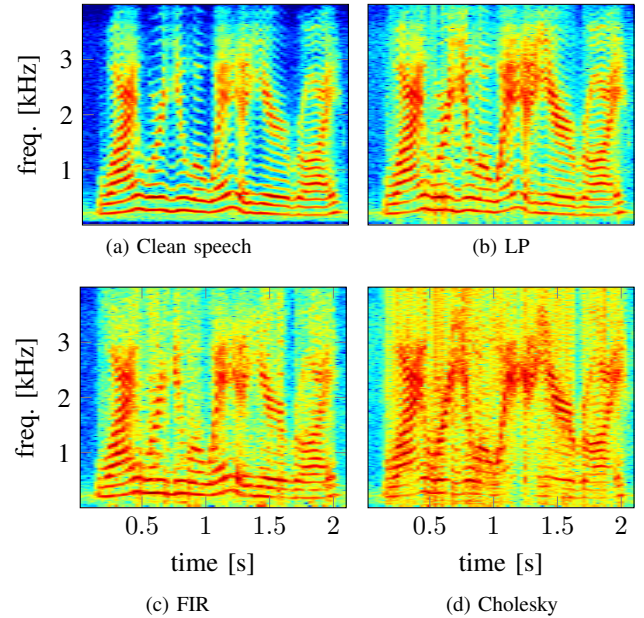 freq. [kHz]
3
2
1
(a) Clean speech
(b) LP
freq. [kHz]
3
2
1
0.5 1 1.5 2
0.5 1 1.5 2
time [s]
time [s]
(c) FIR
(d) Cholesky